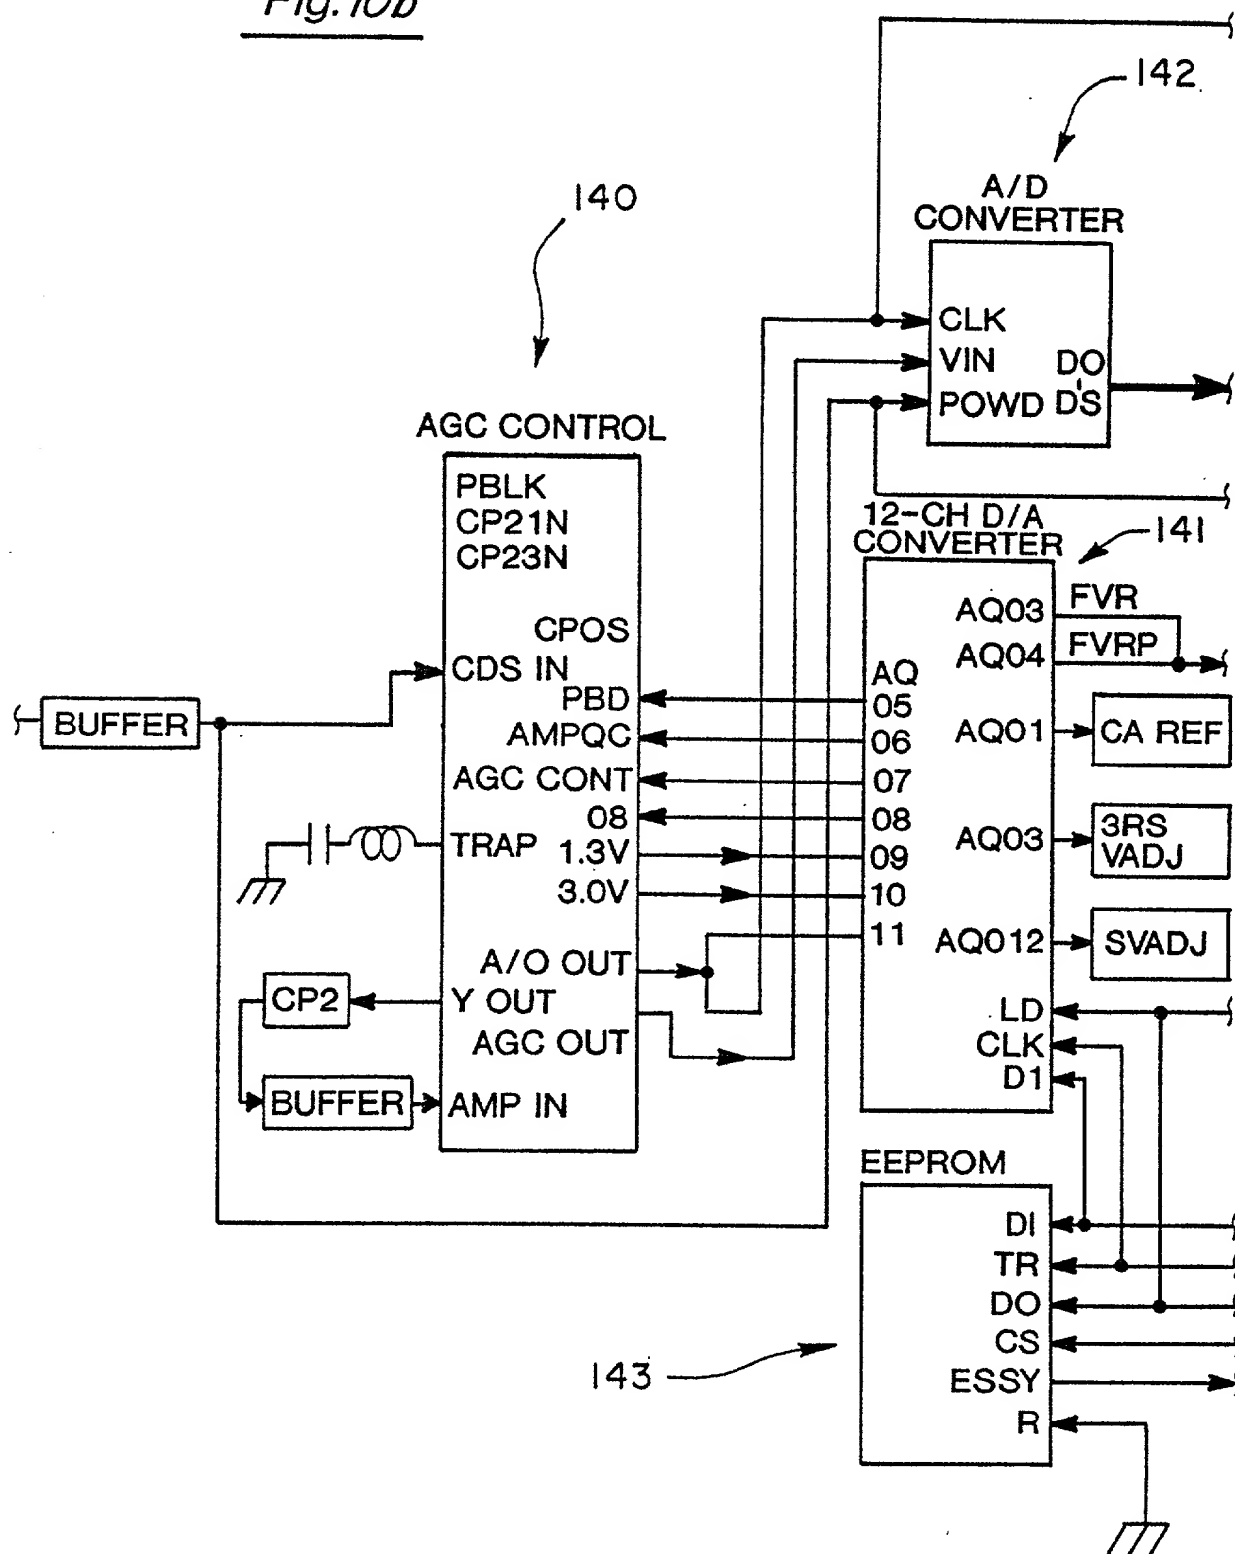 Fig. 10b
142
A/D
CONVERTER
CLK
VIN
POWD
DO
D'S
140
AGC CONTROL
PBLK
CP21N
CP23N
CPOS
CDS IN
PBD
AMPQC
AGC CONT
08
TRAP
1.3V
3.0V
A/O OUT
Y OUT
AGC OUT
AMP IN
BUFFER
CP2
BUFFER
12-CH D/A
CONVERTER
141
AQ
05
06
07
08
09
10
11
AQ03
FVR
AQ04
FVRP
AQ01
CA REF
AQ03
3RS
VADJ
AQ012
SVADJ
LD
CLK
D1
EEPROM
DI
TR
DO
CS
ESSY
R
143